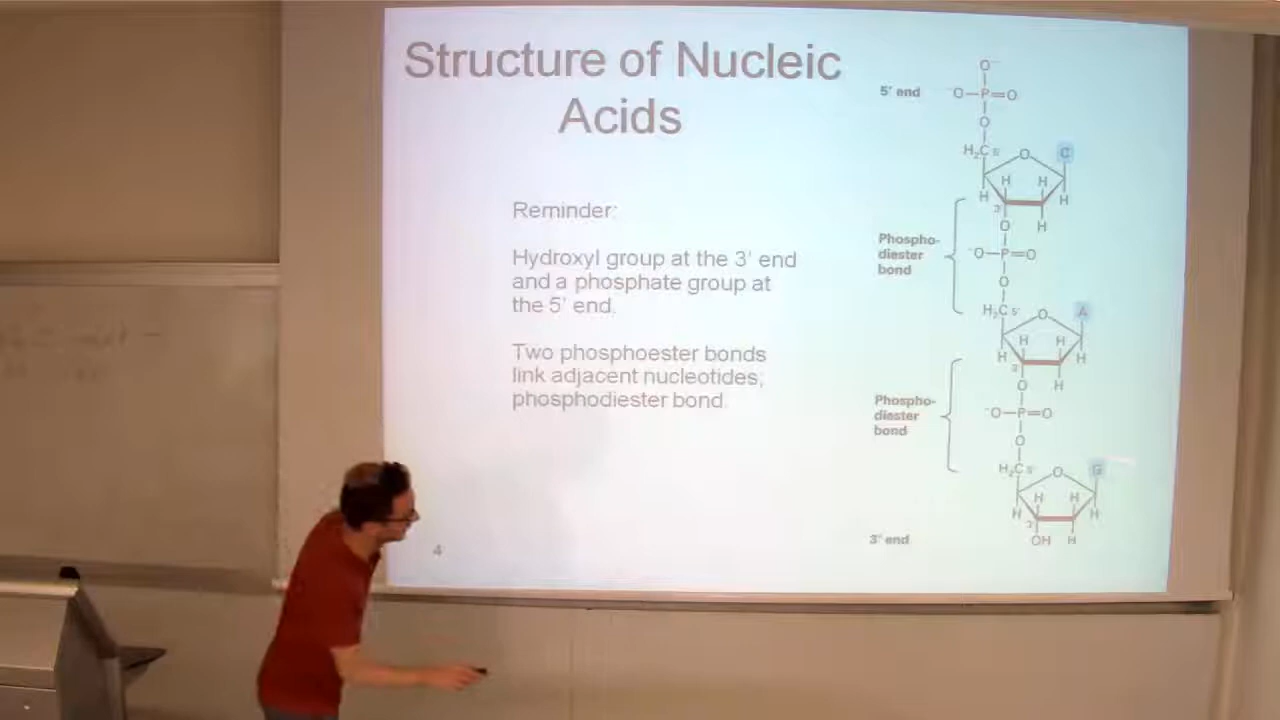 Structure of Nucleic
Acids
Reminder:
Hydroxyl group at the 3' end
and a phosphate group at
the 5' end.
Two phosphoester bonds
link adjacent nucleotides;
phosphodiester bond.
4
5' end
O⁻
⁻O—P=O
O
H₂C 5'
O
C
H
H
H
H
3'
O
H
Phospho-
diester
bond
⁻O—P=O
O
H₂C 5'
O
A
H
H
H
H
3'
O
H
Phospho-
diester
bond
⁻O—P=O
O
H₂C 5'
O
G
H
H
H
H
3'
3' end
OH
H